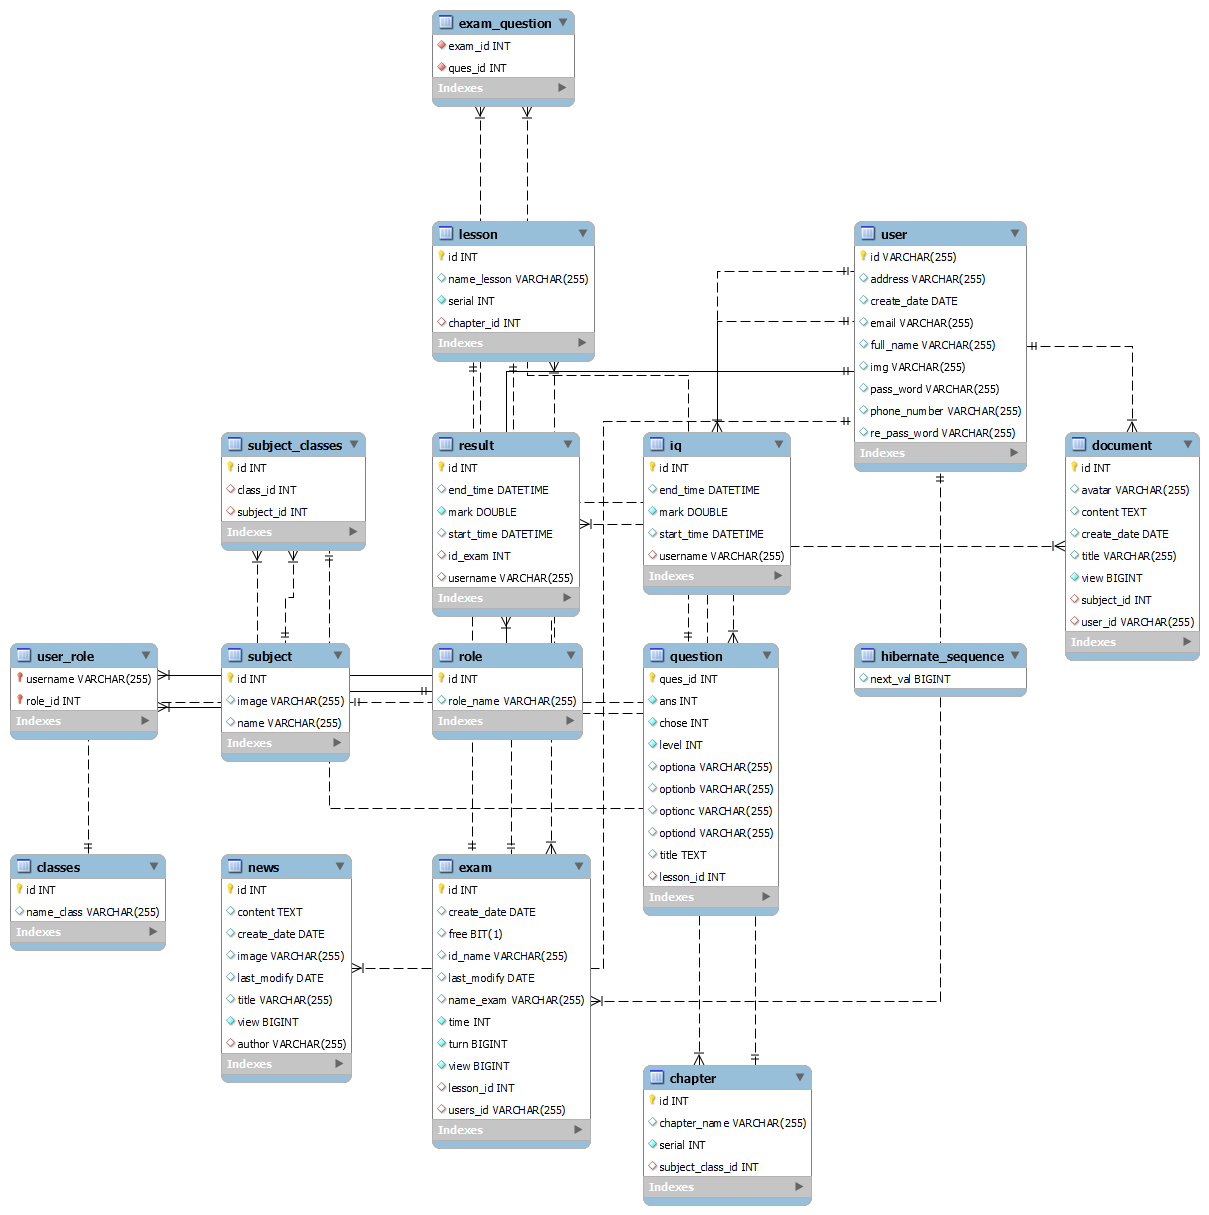 exam_question
exam_id INT
ques_id INT
Indexes
lesson
id INT
name_lesson VARCHAR(255)
serial INT
chapter_id INT
Indexes
user
id VARCHAR(255)
address VARCHAR(255)
create_date DATE
email VARCHAR(255)
full_name VARCHAR(255)
img VARCHAR(255)
pass_word VARCHAR(255)
phone_number VARCHAR(255)
re_pass_word VARCHAR(255)
Indexes
subject_classes
id INT
class_id INT
subject_id INT
Indexes
result
id INT
end_time DATETIME
mark DOUBLE
start_time DATETIME
id_exam INT
username VARCHAR(255)
Indexes
iq
id INT
end_time DATETIME
mark DOUBLE
start_time DATETIME
username VARCHAR(255)
Indexes
document
id INT
avatar VARCHAR(255)
content TEXT
create_date DATE
title VARCHAR(255)
view BIGINT
subject_id INT
user_id VARCHAR(255)
Indexes
user_role
username VARCHAR(255)
role_id INT
Indexes
subject
id INT
image VARCHAR(255)
name VARCHAR(255)
Indexes
role
id INT
role_name VARCHAR(255)
Indexes
question
ques_id INT
ans INT
chose INT
level INT
optiona VARCHAR(255)
optionb VARCHAR(255)
optionc VARCHAR(255)
optiond VARCHAR(255)
title TEXT
lesson_id INT
Indexes
hibernate_sequence
next_val BIGINT
classes
id INT
name_class VARCHAR(255)
Indexes
news
id INT
content TEXT
create_date DATE
image VARCHAR(255)
last_modify DATE
title VARCHAR(255)
view BIGINT
author VARCHAR(255)
Indexes
exam
id INT
create_date DATE
free BIT(1)
id_name VARCHAR(255)
last_modify DATE
name_exam VARCHAR(255)
time INT
turn BIGINT
view BIGINT
lesson_id INT
users_id VARCHAR(255)
Indexes
chapter
id INT
chapter_name VARCHAR(255)
serial INT
subject_class_id INT
Indexes